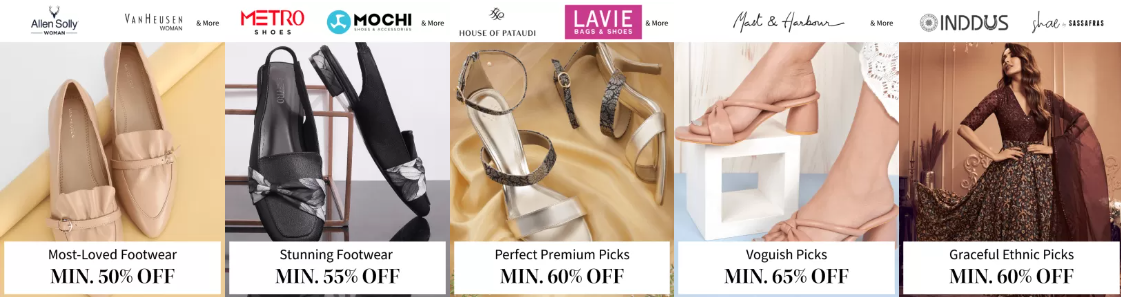 Allen Solly
WOMAN
VAN HEUSEN
WOMAN
& More
METRO
SHOES
MOCHI
SHOES & ACCESSORIES
& More
HOUSE OF PATAUDI
LAVIE
BAGS & SHOES
& More
Mast & Harbour
& More
INDDUS
Shae by SASSAFRAS
Most-Loved Footwear
MIN. 50% OFF
Stunning Footwear
MIN. 55% OFF
Perfect Premium Picks
MIN. 60% OFF
Voguish Picks
MIN. 65% OFF
Graceful Ethnic Picks
MIN. 60% OFF